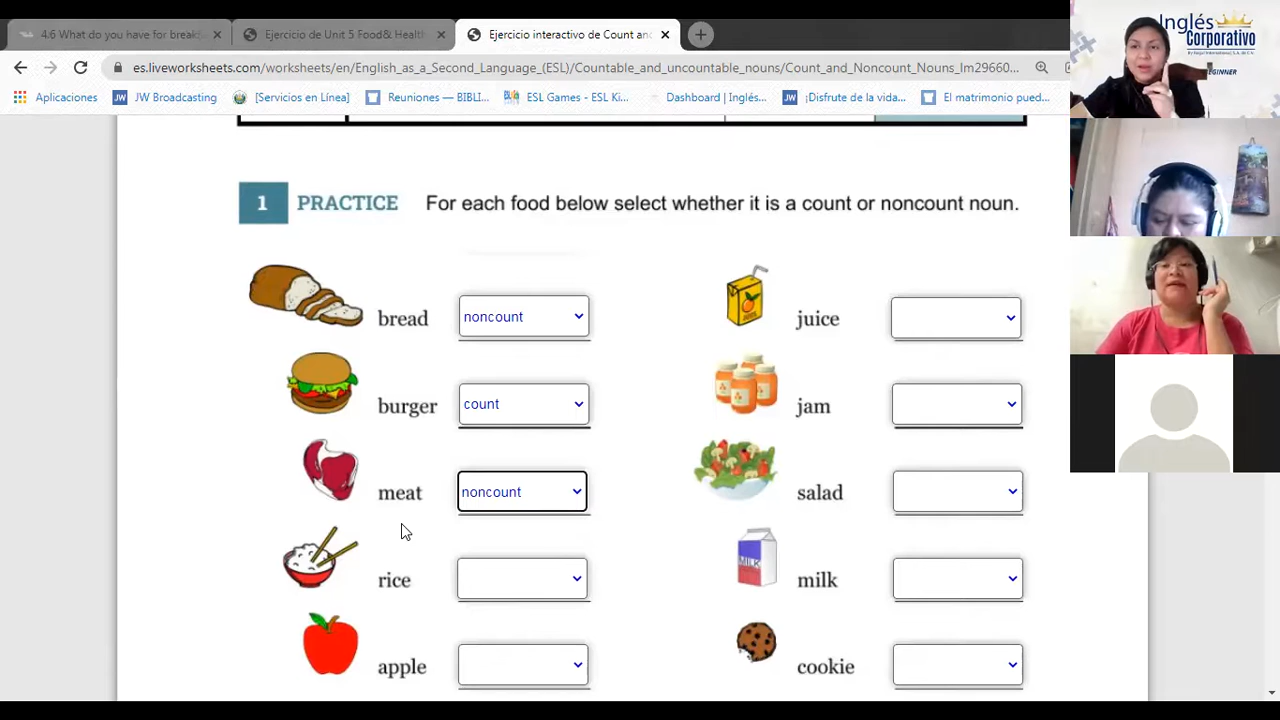 4.6 What do you have for break
Ejercicio de Unit 5 Food& Health
Ejercicio interactivo de Count and
es.liveworksheets.com/worksheets/en/English_as_a_Second_Language_(ESL)/Countable_and_uncountable_nouns/Count_and_Noncount_Nouns_lm29660...
Aplicaciones
JW Broadcasting
[Servicios en Línea]
Reuniones — BIBLI...
ESL Games - ESL Ki...
Dashboard | Inglés...
¡Disfrute de la vida...
El matrimonio pued...
Inglés
Corporativo
1 PRACTICE For each food below select whether it is a count or noncount noun.
bread noncount
juice
burger count
jam
meat noncount
salad
rice
MILK
milk
apple
cookie